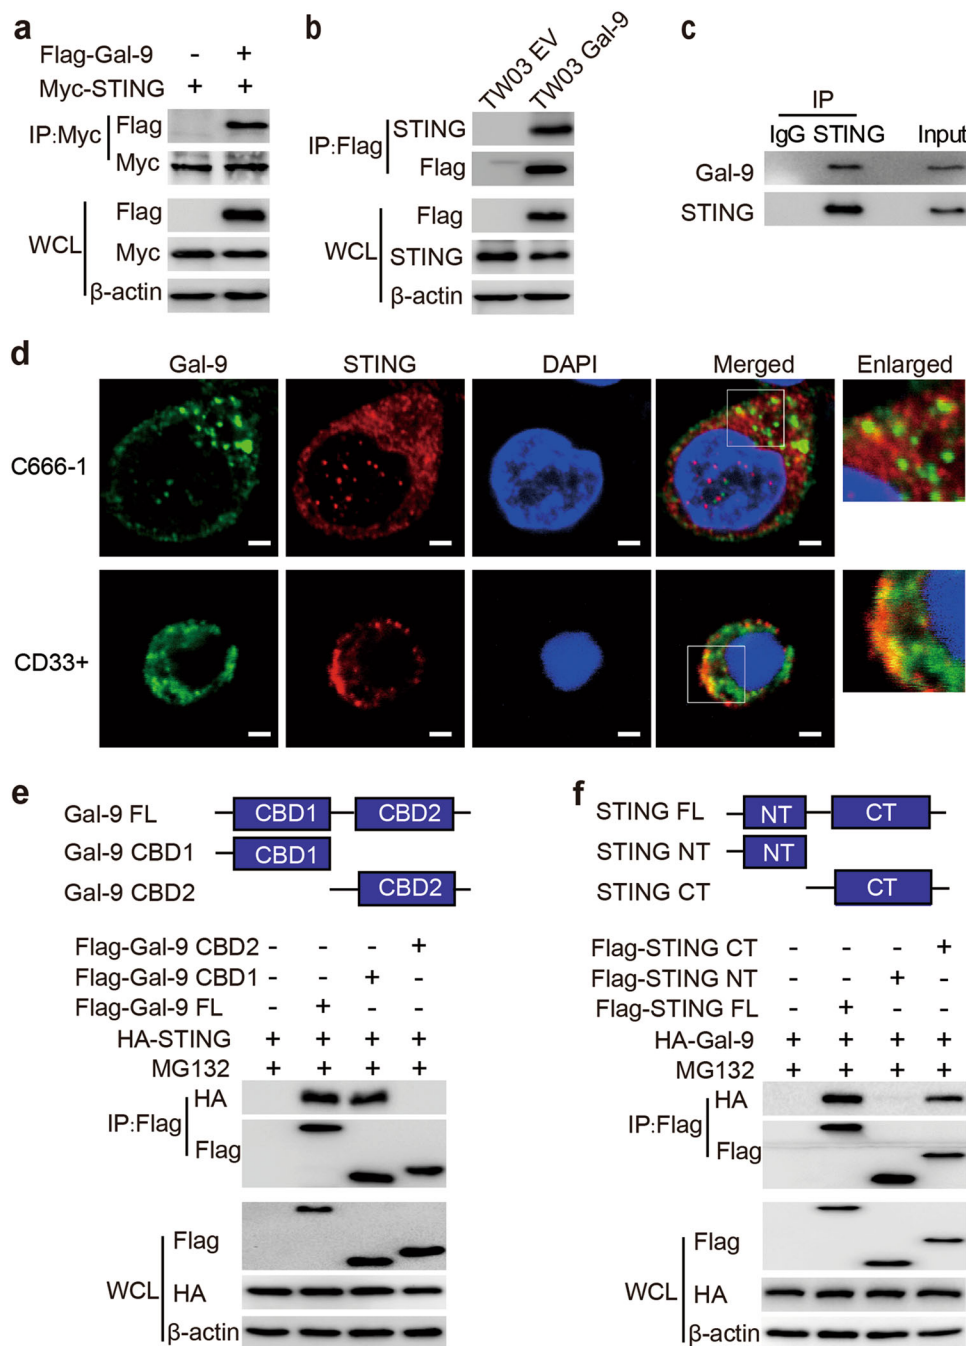 a
Flag-Gal-9 - +
Myc-STING + +
IP:Myc
Flag
Myc
WCL
Flag
Myc
β-actin
b
TW03 EV
TW03 Gal-9
IP:Flag
STING
Flag
WCL
Flag
STING
β-actin
c
IP
IgG STING Input
Gal-9
STING
d
Gal-9 STING DAPI Merged Enlarged
C666-1
CD33+
e
Gal-9 FL CBD1 CBD2
Gal-9 CBD1 CBD1
Gal-9 CBD2 CBD2
Flag-Gal-9 CBD2 - - - +
Flag-Gal-9 CBD1 - - + -
Flag-Gal-9 FL - + - -
HA-STING + + + +
MG132 + + + +
IP:Flag
HA
Flag
WCL
Flag
HA
β-actin
f
STING FL NT CT
STING NT NT
STING CT CT
Flag-STING CT - - - +
Flag-STING NT - - + -
Flag-STING FL - + - -
HA-Gal-9 + + + +
MG132 + + + +
IP:Flag
HA
Flag
WCL
Flag
HA
β-actin